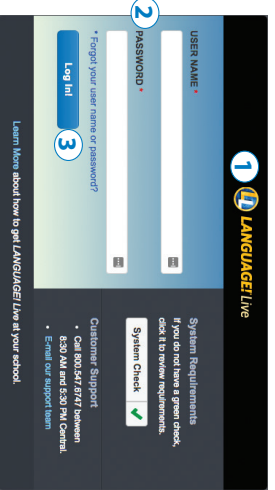 1
LANGUAGE! Live
2
USER NAME *
PASSWORD *
* Forgot your user name or password?
Log In!
3
System Requirements
If you do not have a green check,
click it to review requirements.
System Check
Customer Support
• Call 800.547.6747 between
8:30 AM and 5:30 PM Central.
• E-mail our support team
Learn More about how to get LANGUAGE! Live at your school.